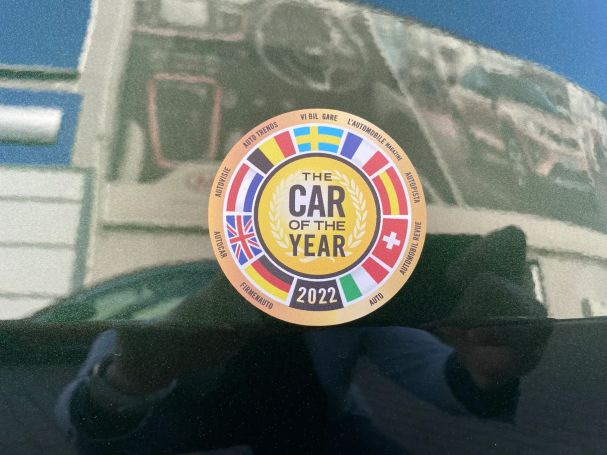 AUTOVISIE
AUTO TRENDS
VI BIL GARE
L'AUTOMOBILE MAGAZINE
AUTOPISTA
AUTOMOBIL REVUE
AUTO
FIRMENAUTO
AUTOCAR
THE
CAR
OF THE
YEAR
2022